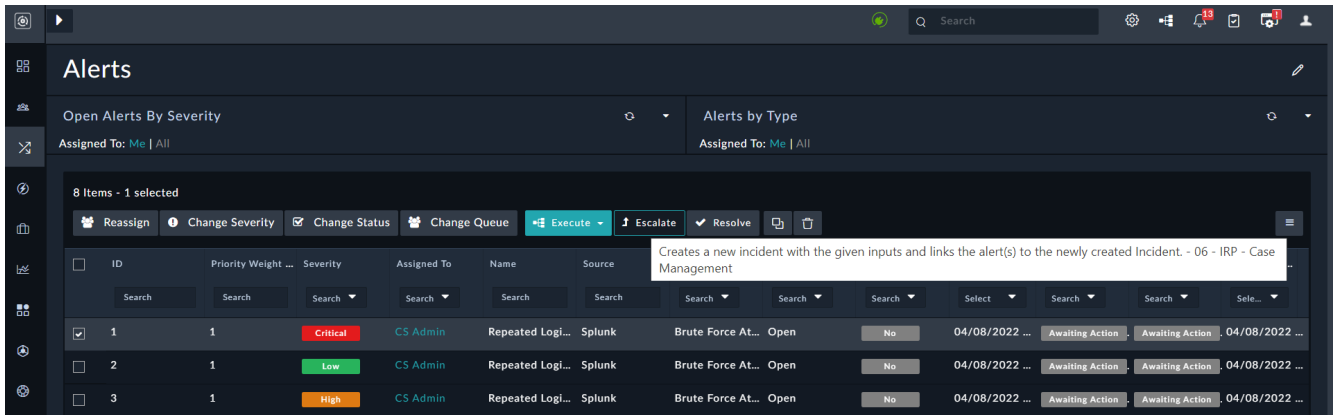 Search
13
!
Alerts
Open Alerts By Severity
Assigned To: Me | All
Alerts by Type
Assigned To: Me | All
8 Items - 1 selected
Reassign Change Severity Change Status Change Queue Execute Escalate Resolve
Creates a new incident with the given inputs and links the alert(s) to the newly created Incident. - 06 - IRP - Case
Management
ID Priority Weight ... Severity Assigned To Name Source
Search Search Search Search Search Search Search Search Search Select Search Search Sele...
1 1 Critical CS Admin Repeated Logi... Splunk Brute Force At... Open No 04/08/2022 ... Awaiting Action . Awaiting Action . 04/08/2022 ...
2 1 Low CS Admin Repeated Logi... Splunk Brute Force At... Open No 04/08/2022 ... Awaiting Action . Awaiting Action . 04/08/2022 ...
3 1 High CS Admin Repeated Logi... Splunk Brute Force At... Open No 04/08/2022 ... Awaiting Action . Awaiting Action . 04/08/2022 ...